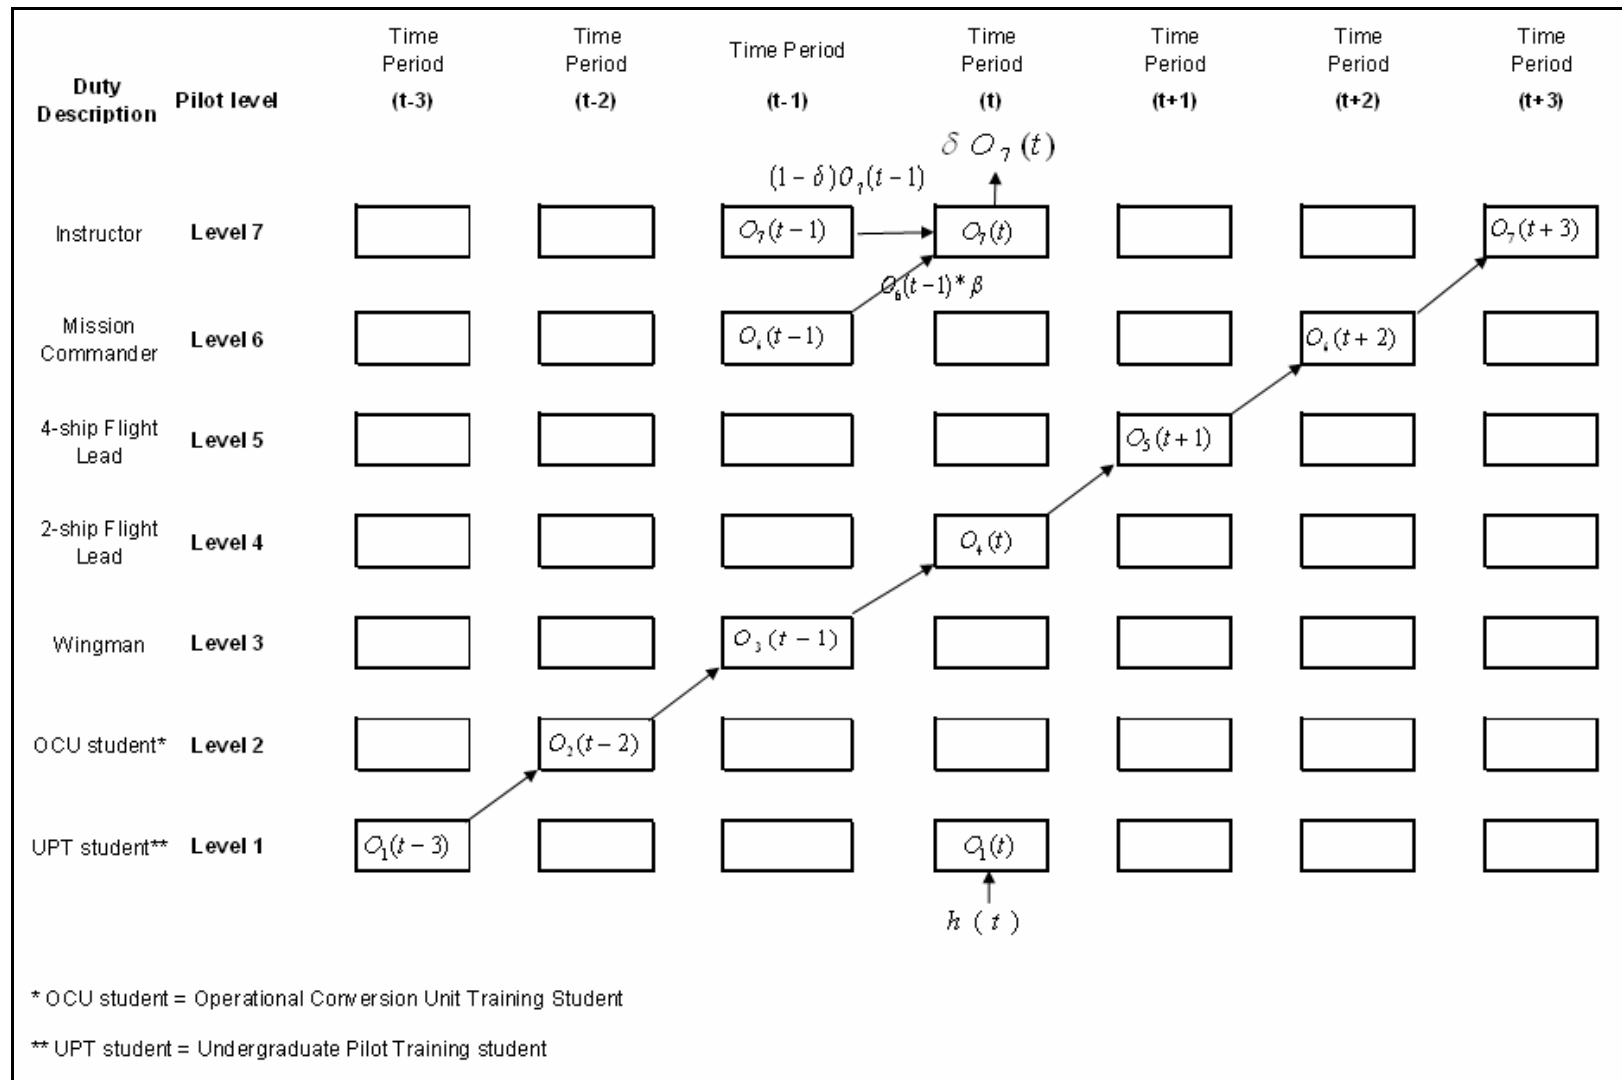 Time Period Time Period Time Period Time Period Time Period Time Period Time Period
Duty Description Pilot level (t-3) (t-2) (t-1) (t) (t+1) (t+2) (t+3)
δ O₇ (t)
(1 − δ)O₇(t − 1)
Instructor Level 7 O₇(t − 1) O₇(t) O₇(t + 3)
O₆(t−1)* β
Mission Commander Level 6 O₆(t − 1) O₆(t + 2)
4-ship Flight Lead Level 5 O₅(t + 1)
2-ship Flight Lead Level 4 O₄(t)
Wingman Level 3 O₃(t − 1)
OCU student* Level 2 O₂(t − 2)
UPT student** Level 1 O₁(t − 3) O₁(t)
h (t)
* OCU student = Operational Conversion Unit Training Student
** UPT student = Undergraduate Pilot Training student